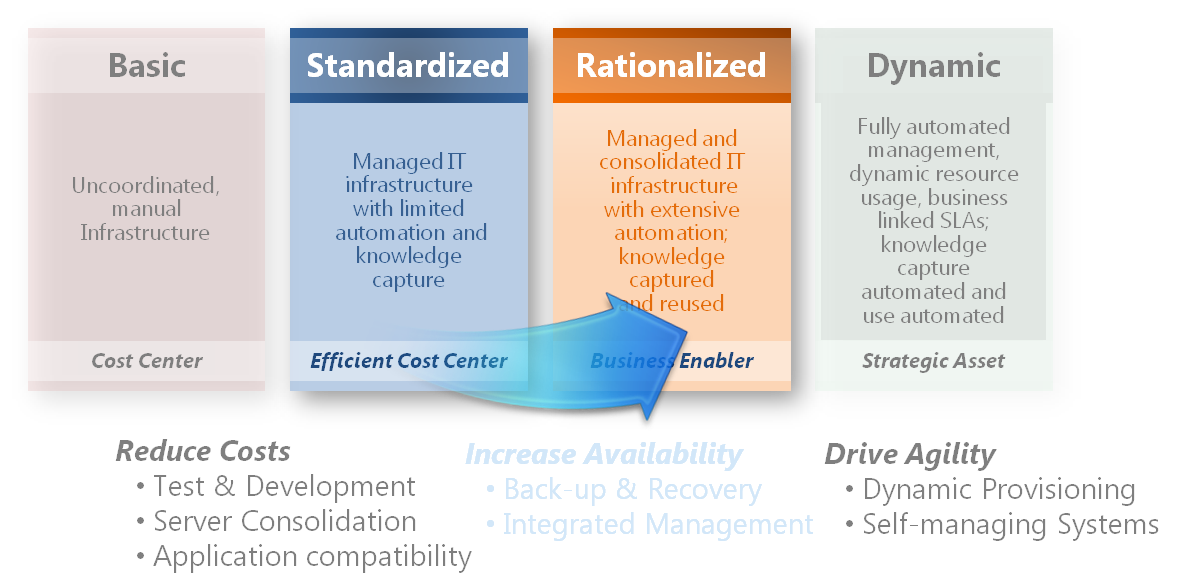 Basic
Uncoordinated,
manual
Infrastructure
Cost Center
Standardized
Managed IT
infrastructure
with limited
automation and
knowledge
capture
Efficient Cost Center
Rationalized
Managed and
consolidated IT
infrastructure
with extensive
automation;
knowledge
captured
and reused
Business Enabler
Dynamic
Fully automated
management,
dynamic resource
usage, business
linked SLAs;
knowledge
capture
automated and
use automated
Strategic Asset
Reduce Costs
• Test & Development
• Server Consolidation
• Application compatibility
Increase Availability
• Back-up & Recovery
• Integrated Management
Drive Agility
• Dynamic Provisioning
• Self-managing Systems